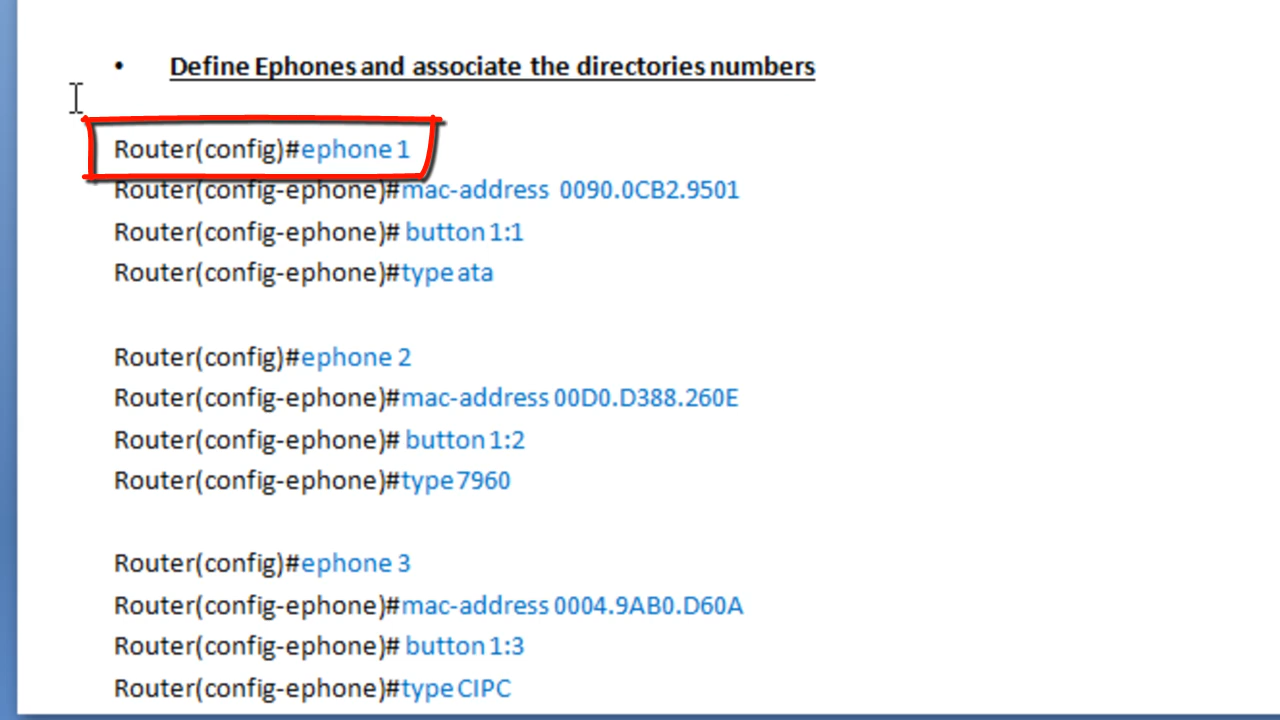 • Define Ephones and associate the directories numbers
Router(config)#ephone 1
Router(config-ephone)#mac-address 0090.0CB2.9501
Router(config-ephone)# button 1:1
Router(config-ephone)#type ata
Router(config)#ephone 2
Router(config-ephone)#mac-address 00D0.D388.260E
Router(config-ephone)# button 1:2
Router(config-ephone)#type 7960
Router(config)#ephone 3
Router(config-ephone)#mac-address 0004.9AB0.D60A
Router(config-ephone)# button 1:3
Router(config-ephone)#type CIPC